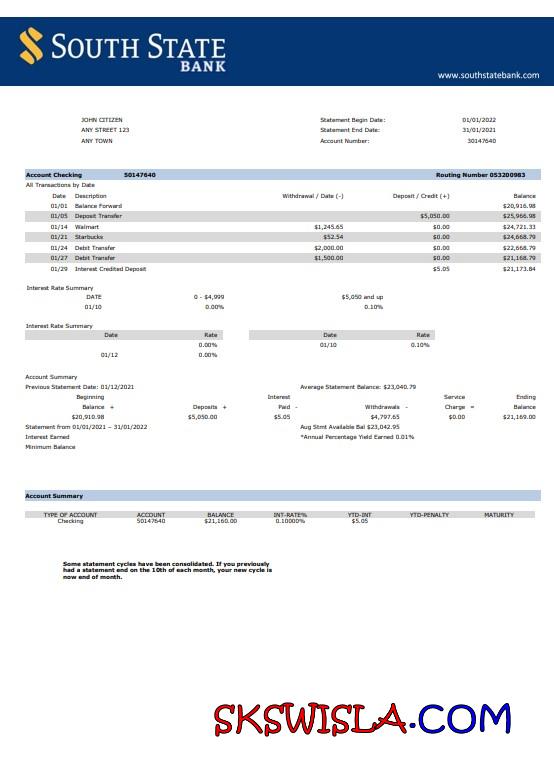 SOUTH STATE
BANK
www.southstatebank.com
JOHN CITIZEN Statement Begin Date: 01/01/2022
ANY STREET 123 Statement End Date: 31/01/2021
ANY TOWN Account Number: 30147640
Account Checking 50147640 Routing Number 053200983
All Transactions by Date
Date Description Withdrawal / Date (-) Deposit / Credit (+) Balance
01/01 Balance Forward $20,916.98
01/05 Deposit Transfer $5,050.00 $25,966.98
01/14 Walmart $1,245.65 $0.00 $24,721.33
01/21 Starbucks $52.54 $0.00 $24,668.79
01/24 Debit Transfer $2,000.00 $0.00 $22,668.79
01/27 Debit Transfer $1,500.00 $0.00 $21,168.79
01/29 Interest Credited Deposit $5.05 $21,173.84
Interest Rate Summary
DATE 0 - $4,999 $5,050 and up
01/10 0.00% 0.10%
Interest Rate Summary
Date Rate Date Rate
0.00% 01/10 0.10%
01/12 0.00%
Account Summary
Previous Statement Date: 01/12/2021 Average Statement Balance: $23,040.79
Beginning Interest Service Ending
Balance + Deposits + Paid - Withdrawals - Charge = Balance
$20,910.98 $5,050.00 $5.05 $4,797.65 $0.00 $21,169.00
Statement from 01/01/2021 – 31/01/2022 Aug Stmt Available Bal $23,042.95
Interest Earned *Annual Percentage Yield Earned 0.01%
Minimum Balance
Account Summary
TYPE OF ACCOUNT ACCOUNT BALANCE INT-RATE% YTD-INT YTD-PENALTY MATURITY
Checking 50147640 $21,160.00 0.10000% $5.05
Some statement cycles have been consolidated. If you previously
had a statement end on the 10th of each month, your new cycle is
now end of month.
SKSWISLA.COM